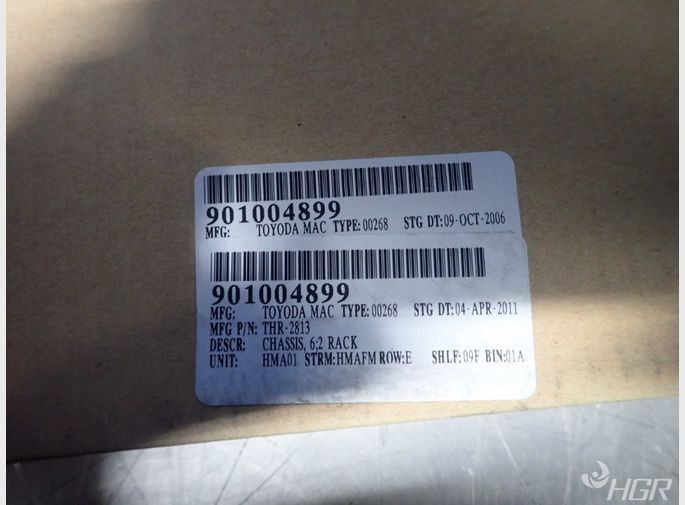 901004899
MFG: TOYODA MAC TYPE: 00268 STG DT:09-OCT-2006
901004899
MFG: TOYODA MAC TYPE: 00268 STG DT:04-APR-2011
MFG P/N: THR-2813
DESCR: CHASSIS, 6;2 RACK
UNIT: HMA01 STRM:HMAFM ROW:E SHLF:09F BIN:01A
HGR